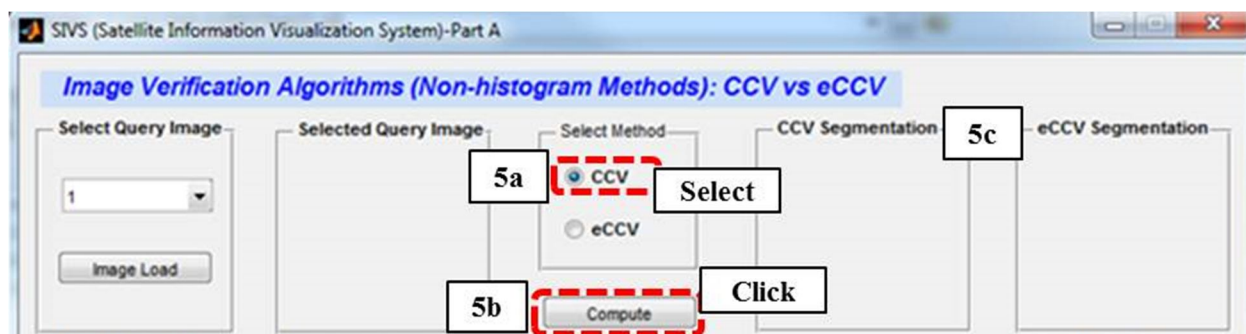 SIVS (Satellite Information Visualization System)-Part A
Image Verification Algorithms (Non-histogram Methods): CCV vs eCCV
Select Query Image
Selected Query Image
Select Method
CCV Segmentation
5c
eCCV Segmentation
5a
CCV
Select
1
eCCV
Image Load
5b
Compute
Click